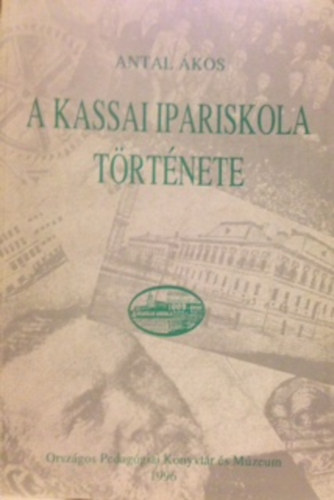 ANTAL ÁKOS
A KASSAI IPARISKOLA
TÖRTÉNETE
Országos Pedagógiai Könyvtár és Múzeum
1996